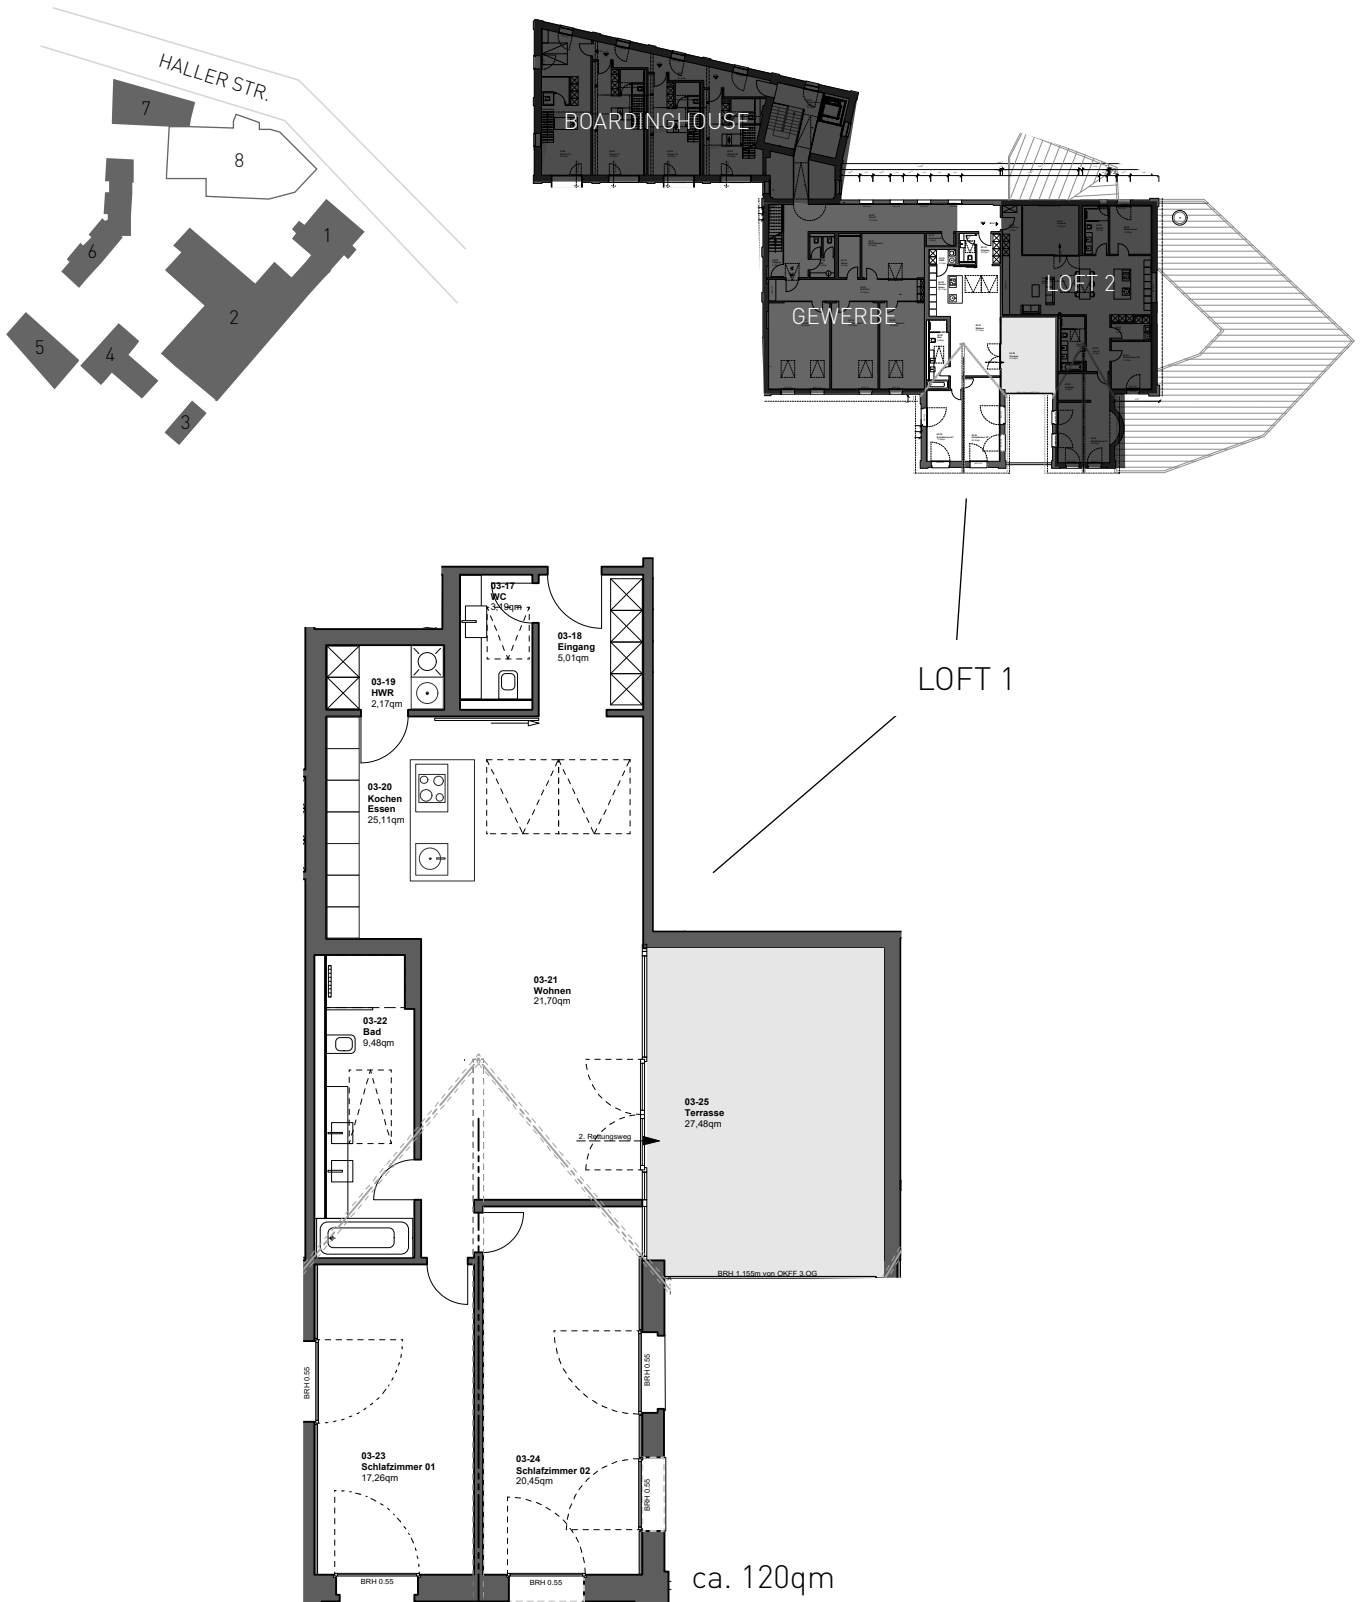 HALLER STR.
7
8
1
6
2
5
4
3
BOARDINGHOUSE
GEWERBE
LOFT 2
LOFT 1
03-17
WC
3,19qm
03-18
Eingang
5,01qm
03-19
HWR
2,17qm
03-20
Kochen
Essen
25,11qm
03-21
Wohnen
21,70qm
03-22
Bad
9,48qm
03-25
Terrasse
27,48qm
2. Rettungsweg
BRH 1.155m von OKFF 3.OG
BRH 0.55
BRH 0.55
03-23
Schlafzimmer 01
17,26qm
03-24
Schlafzimmer 02
20,45qm
BRH 0.55
BRH 0.55
BRH 0.55
ca. 120qm